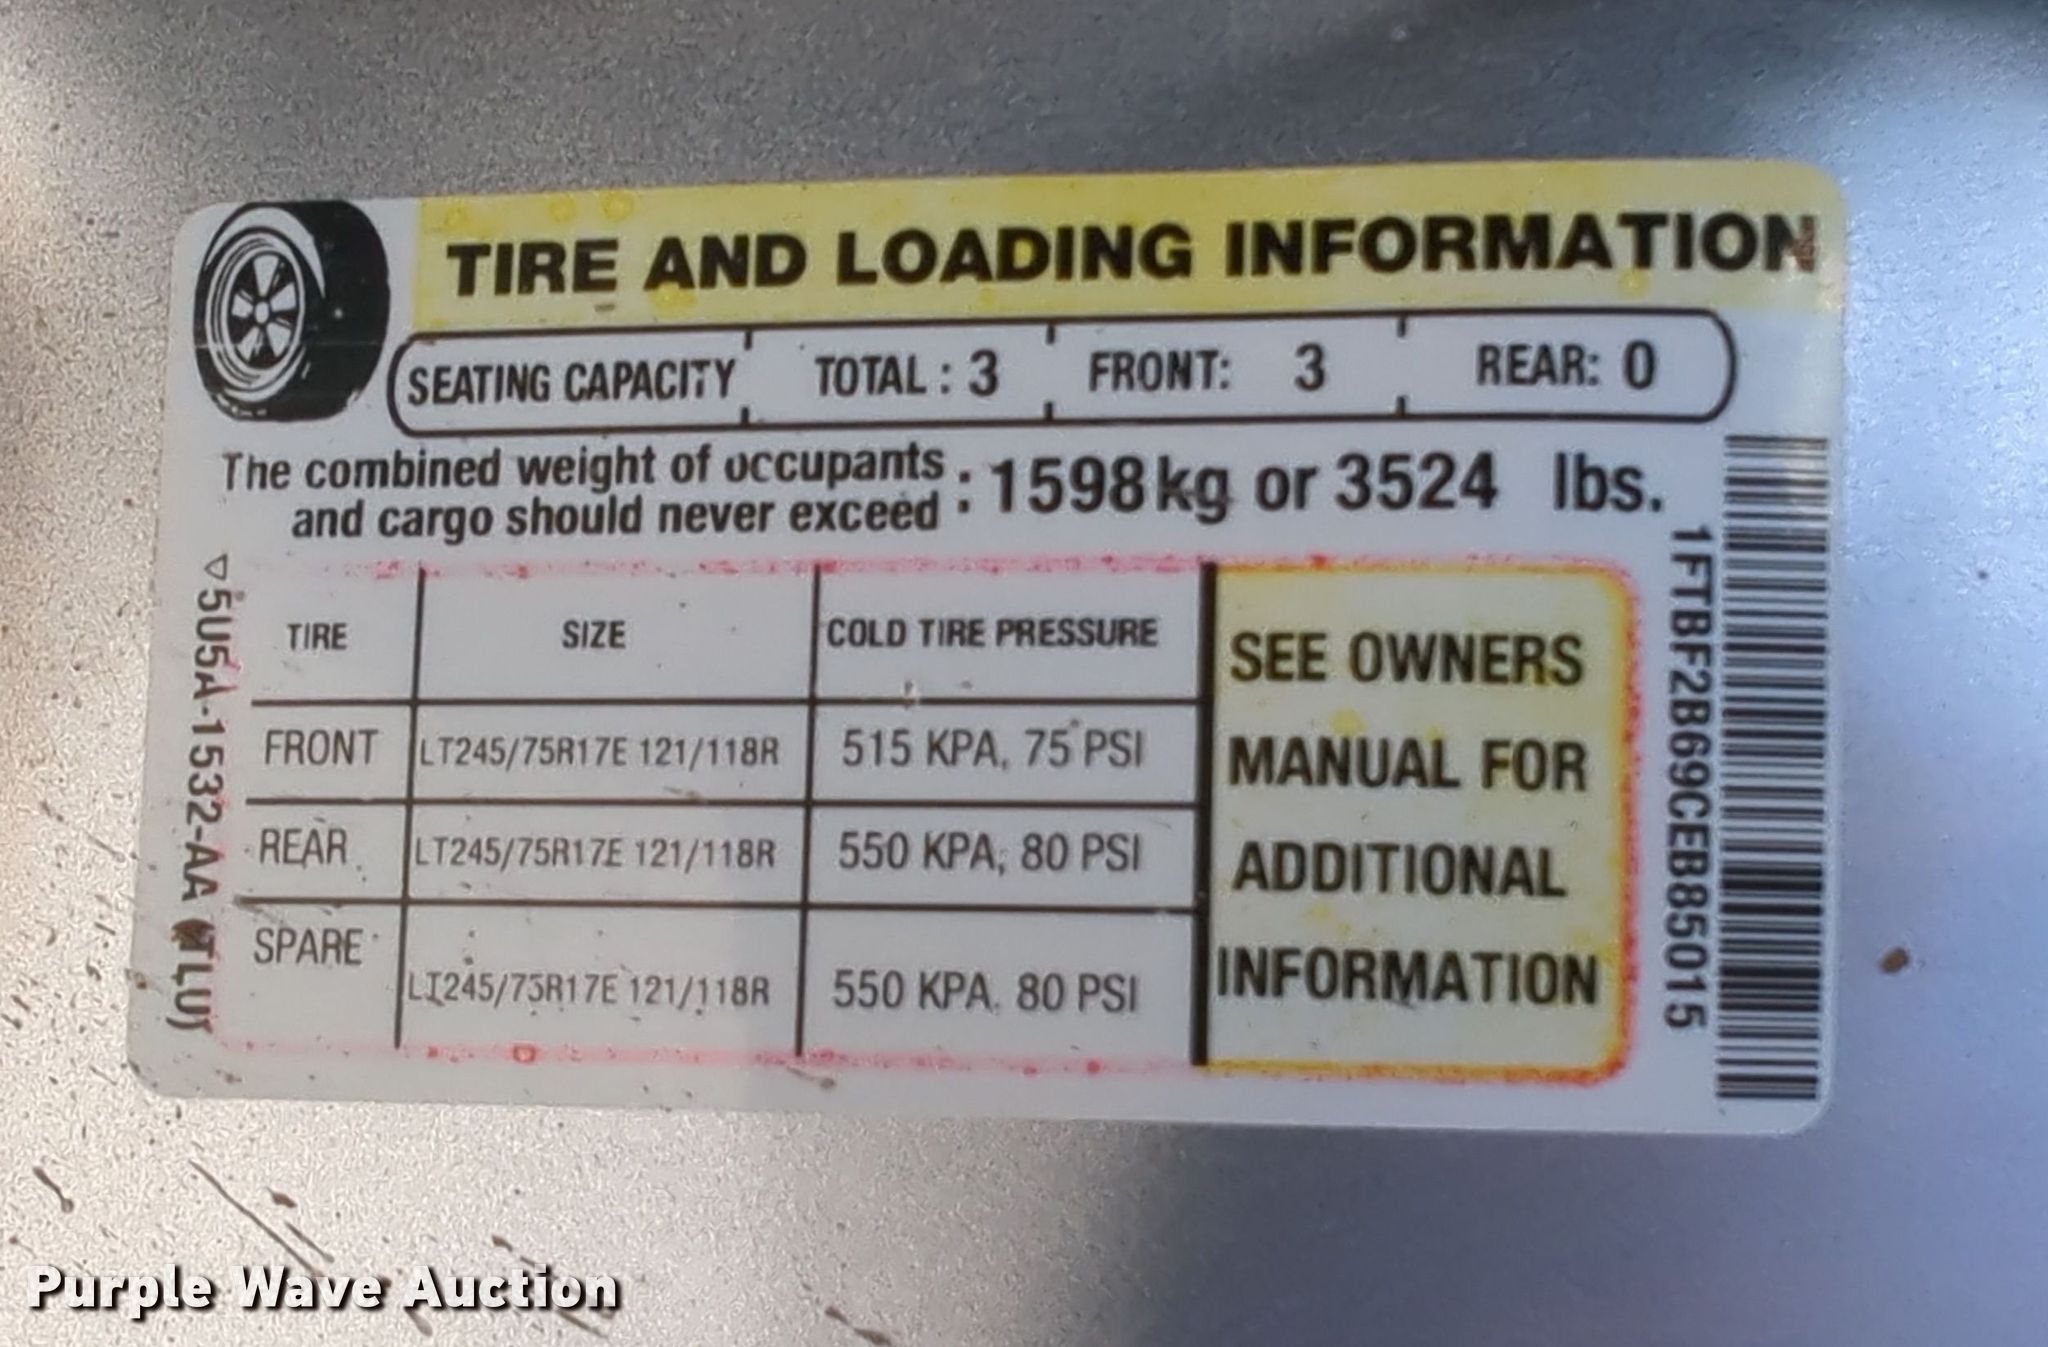 TIRE AND LOADING INFORMATION
SEATING CAPACITY TOTAL : 3 FRONT: 3 REAR: 0
The combined weight of occupants
and cargo should never exceed : 1598 kg or 3524 lbs.
TIRE SIZE COLD TIRE PRESSURE
FRONT LT245/75R17E 121/118R 515 KPA, 75 PSI
REAR LT245/75R17E 121/118R 550 KPA, 80 PSI
SPARE LT245/75R17E 121/118R 550 KPA, 80 PSI
SEE OWNERS
MANUAL FOR
ADDITIONAL
INFORMATION
5U5A-1532-AA (TLU)
1FTBF2B69CEB85015
Purple Wave Auction